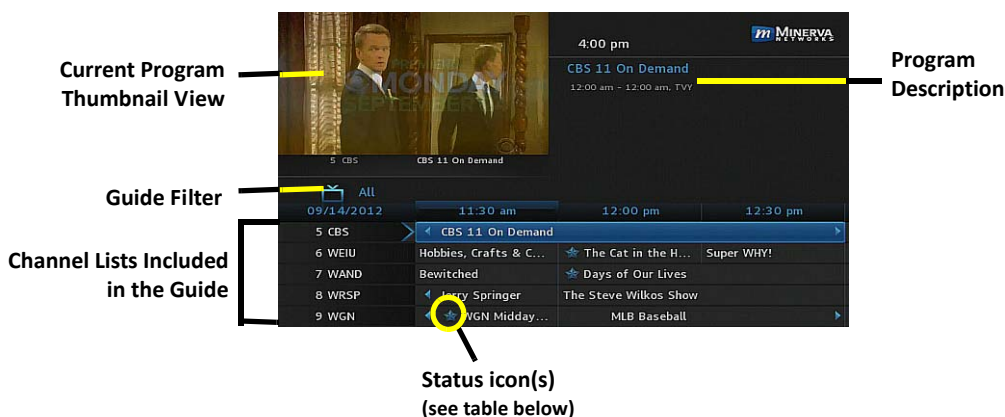 Current Program
Thumbnail View
PREMIERES
MONDAY
SEPTEMBER
5 CBS CBS 11 On Demand
4:00 pm
m MINERVA
NETWORKS
CBS 11 On Demand
12:00 am - 12:00 am, TVY
Program
Description
Guide Filter
All
09/14/2012 11:30 am 12:00 pm 12:30 pm
Channel Lists Included
in the Guide
5 CBS CBS 11 On Demand
6 WEIU Hobbies, Crafts & C... The Cat in the H... Super WHY!
7 WAND Bewitched Days of Our Lives
8 WRSP Jerry Springer The Steve Wilkos Show
9 WGN WGN Midday... MLB Baseball
Status icon(s)
(see table below)